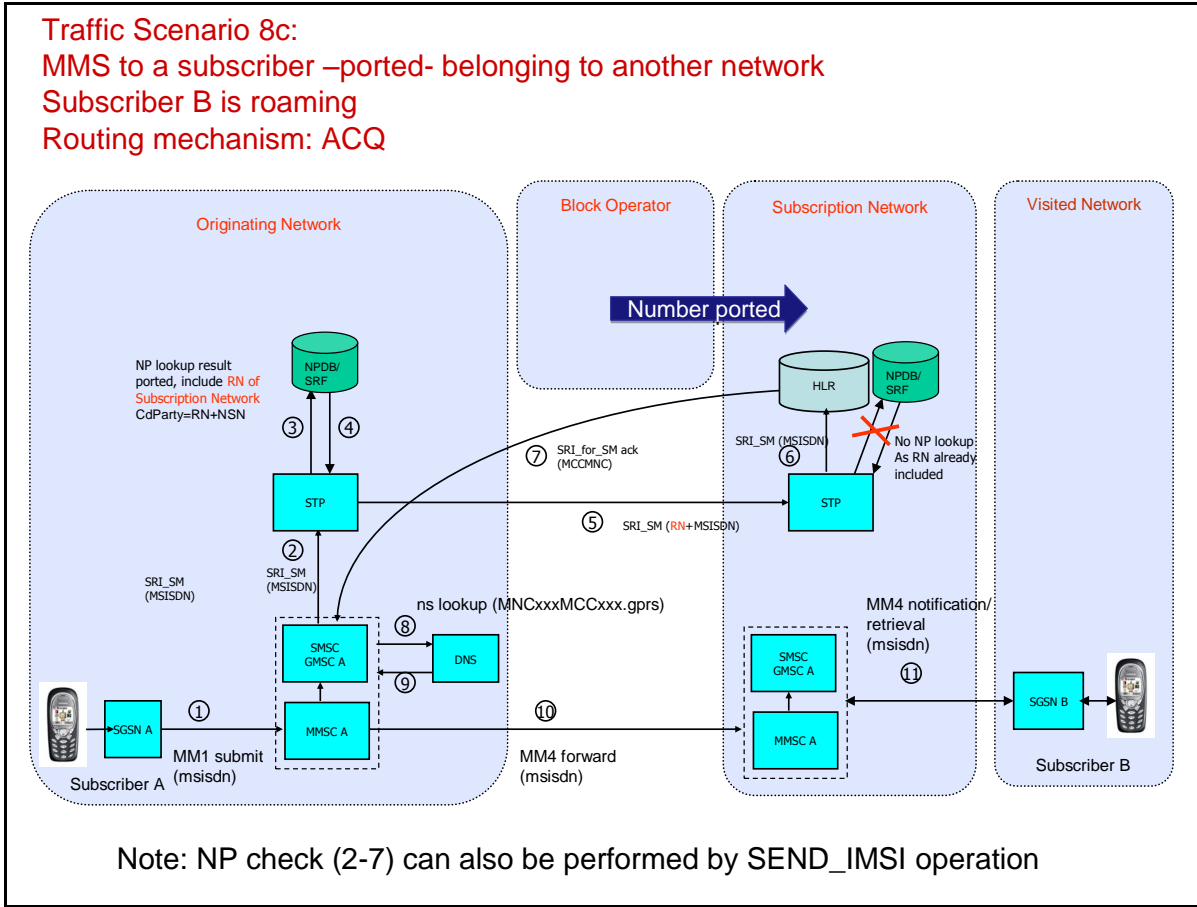 Traffic Scenario 8c:
MMS to a subscriber –ported- belonging to another network
Subscriber B is roaming
Routing mechanism: ACQ
Originating Network
Block Operator
Subscription Network
Visited Network
Number ported
NP lookup result
ported, include RN of
Subscription Network
CdParty=RN+NSN
NPDB/
SRF
3
4
STP
2
SRI_SM
(MSISDN)
SRI_SM
(MSISDN)
7
SRI_for_SM ack
(MCCMNC)
5
SRI_SM (RN+MSISDN)
HLR
NPDB/
SRF
SRI_SM (MSISDN)
6
No NP lookup
As RN already
included
STP
ns lookup (MNCxxxMCCxxx.gprs)
SMSC
GMSC A
8
9
DNS
MMSC A
SGSN A
1
MM1 submit
(msisdn)
Subscriber A
10
MM4 forward
(msisdn)
SMSC
GMSC A
MMSC A
MM4 notification/
retrieval
(msisdn)
11
SGSN B
Subscriber B
Note: NP check (2-7) can also be performed by SEND_IMSI operation